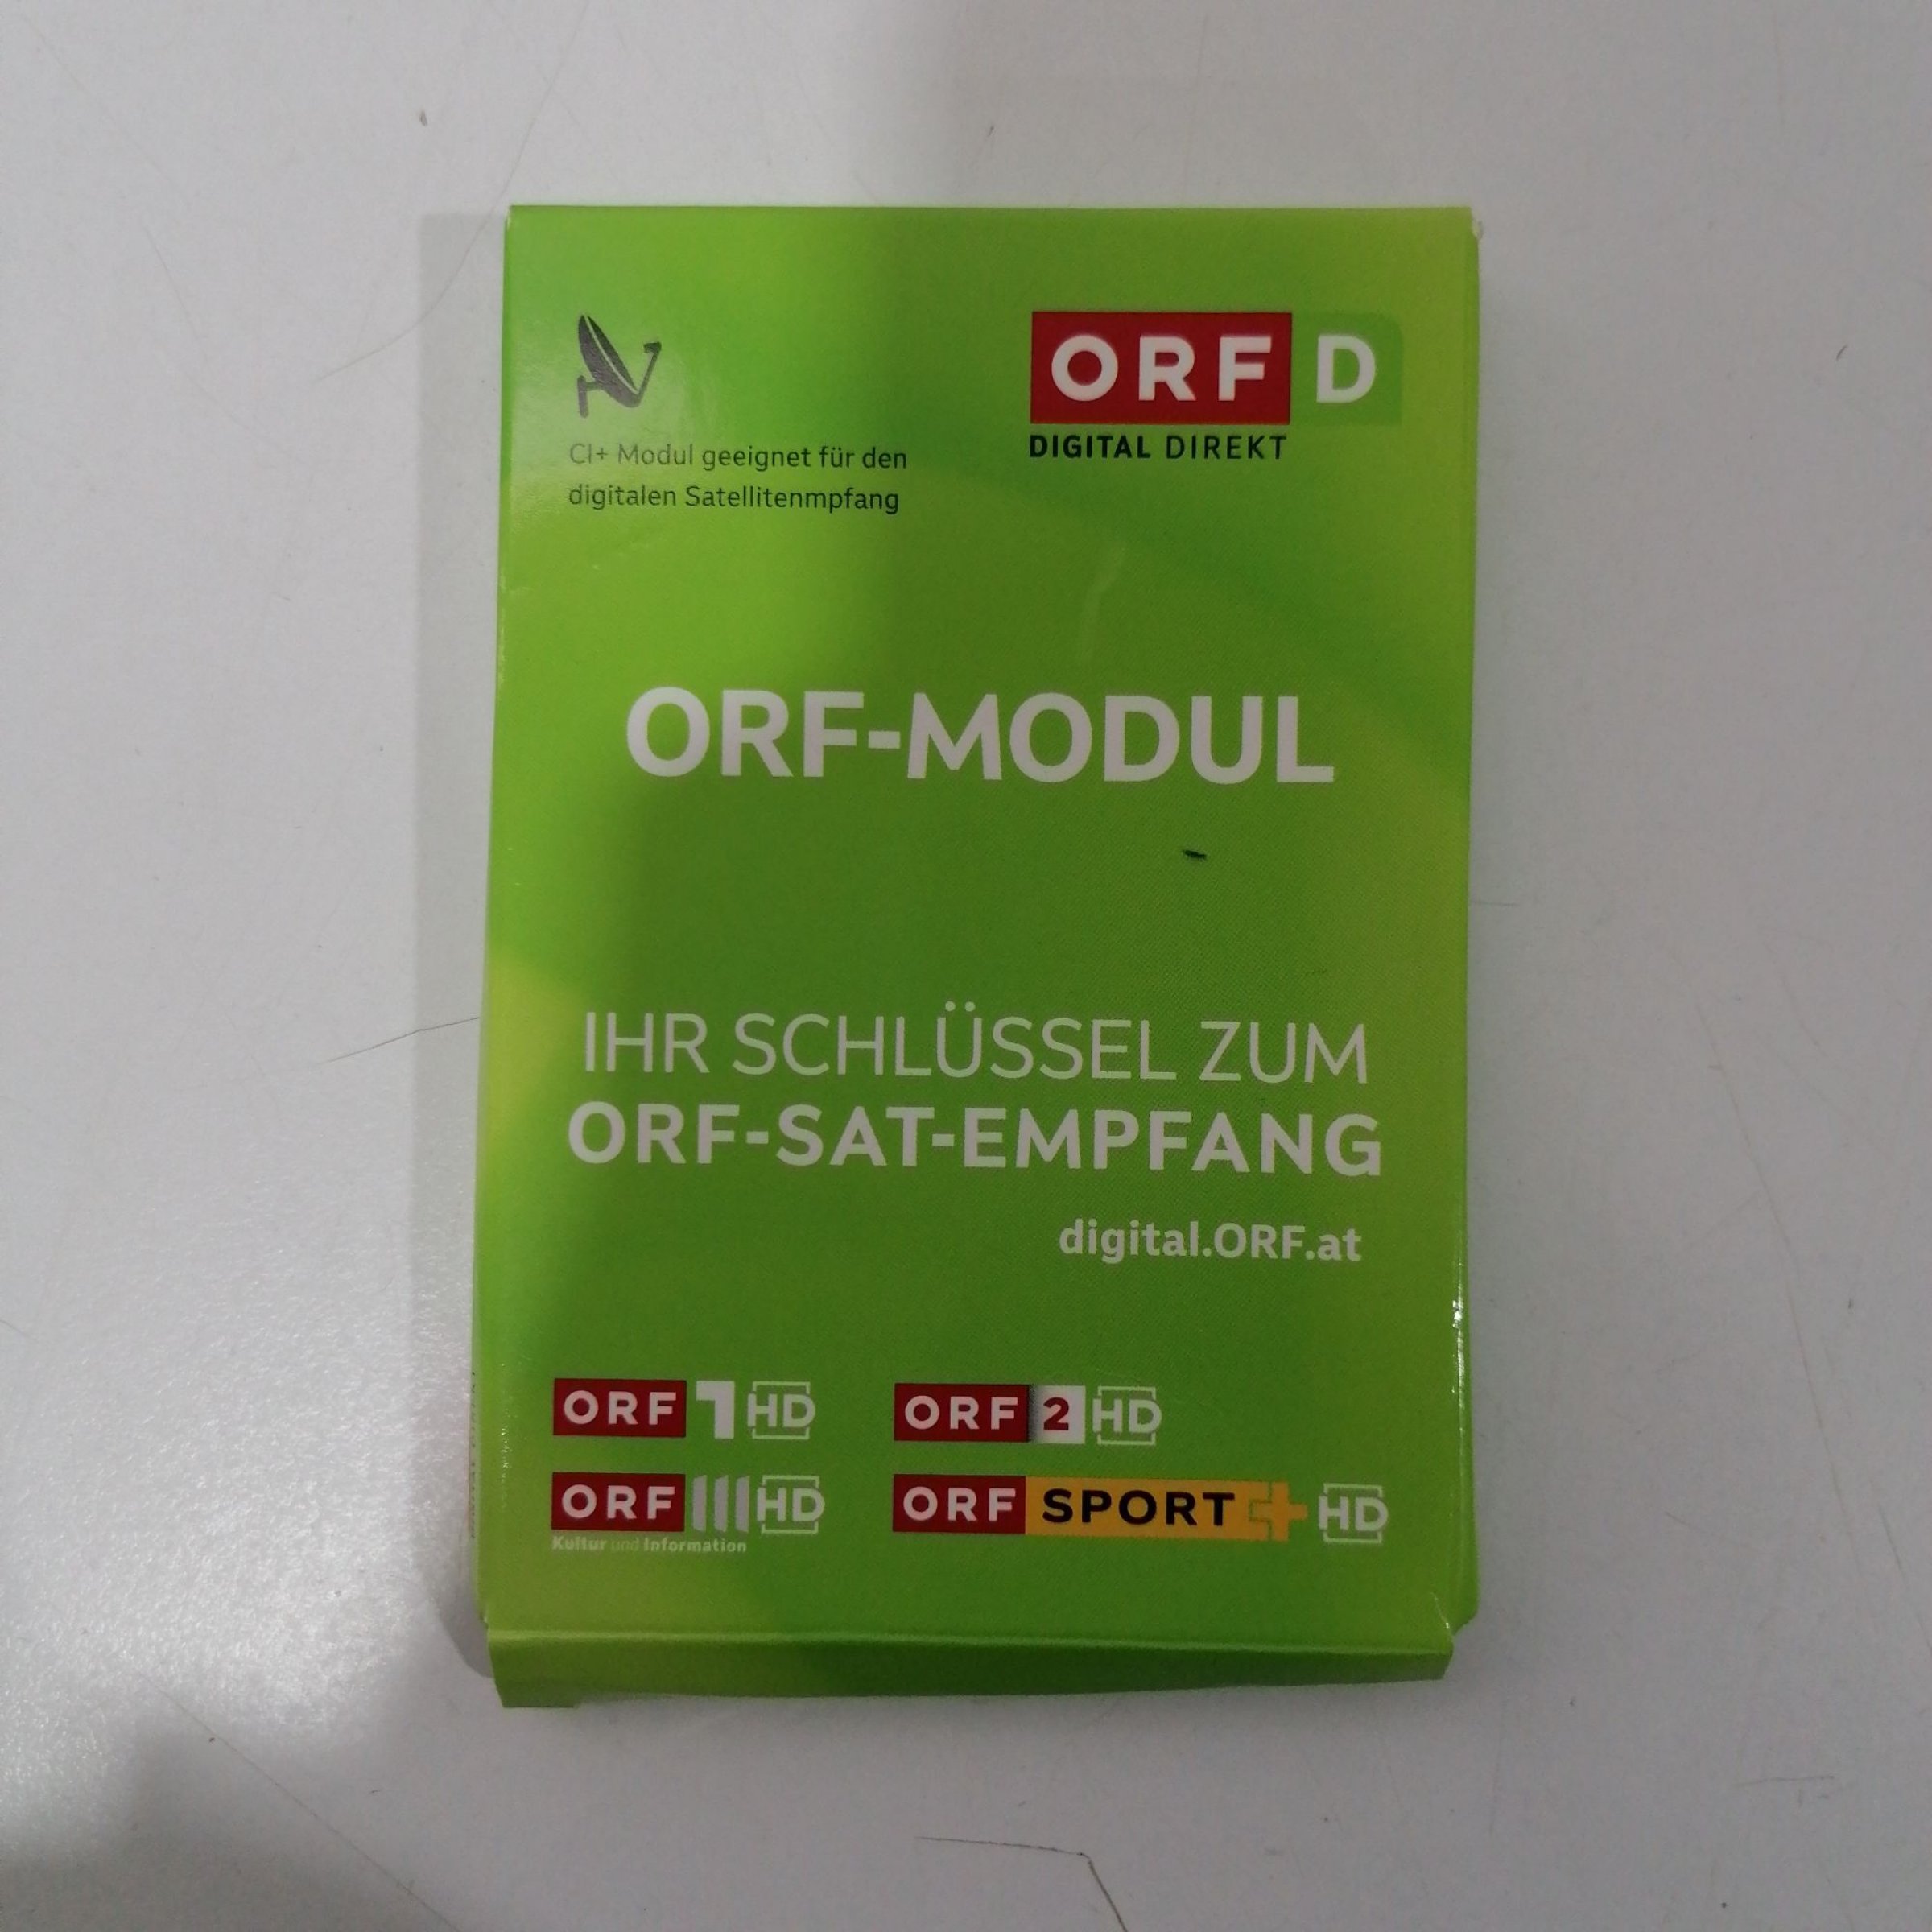 ORF D
DIGITAL DIREKT
CI+ Modul geeignet für den
digitalen Satellitenmpfang
ORF-MODUL
IHR SCHLÜSSEL ZUM
ORF-SAT-EMPFANG
digital.ORF.at
ORF 1 HD
ORF 2 HD
ORF III HD
Kultur und Information
ORF SPORT + HD